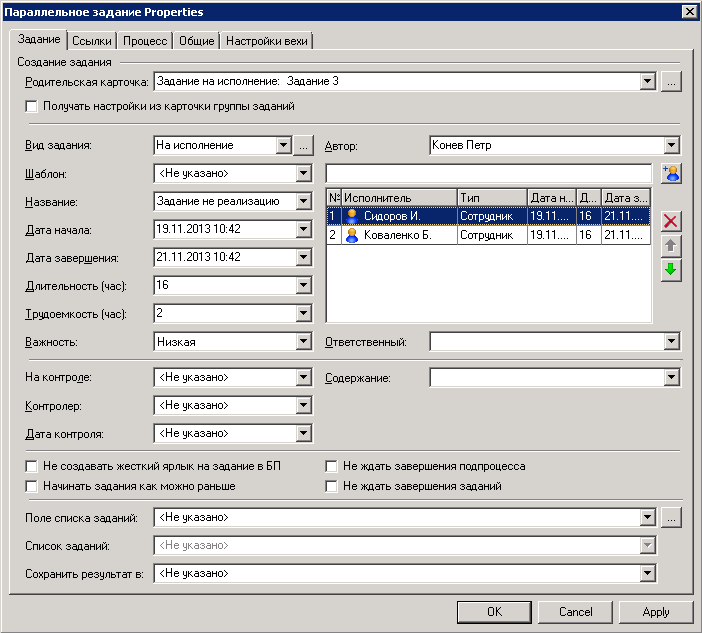 Параллельное задание Properties
Задание Ссылки Процесс Общие Настройки вехи
Создание задания
Родительская карточка: Задание на исполнение: Задание 3 ...
Получать настройки из карточки группы заданий
Вид задания: На исполнение ... Автор: Конев Петр
Шаблон: <Не указано>
Название: Задание не реализацию
№ Исполнитель Тип Дата н... Д... Дата з...
1 Сидоров И. Сотрудник 19.11.... 16 21.11....
2 Коваленко Б. Сотрудник 19.11.... 16 21.11....
Дата начала: 19.11.2013 10:42
Дата завершения: 21.11.2013 10:42
Длительность (час): 16
Трудоемкость (час): 2
Важность: Низкая Ответственный:
На контроле: <Не указано> Содержание:
Контролер: <Не указано>
Дата контроля: <Не указано>
Не создавать жесткий ярлык на задание в БП Не ждать завершения подпроцесса
Начинать задания как можно раньше Не ждать завершения заданий
Поле списка заданий: <Не указано> ...
Список заданий: <Не указано>
Сохранить результат в: <Не указано>
OK Cancel Apply